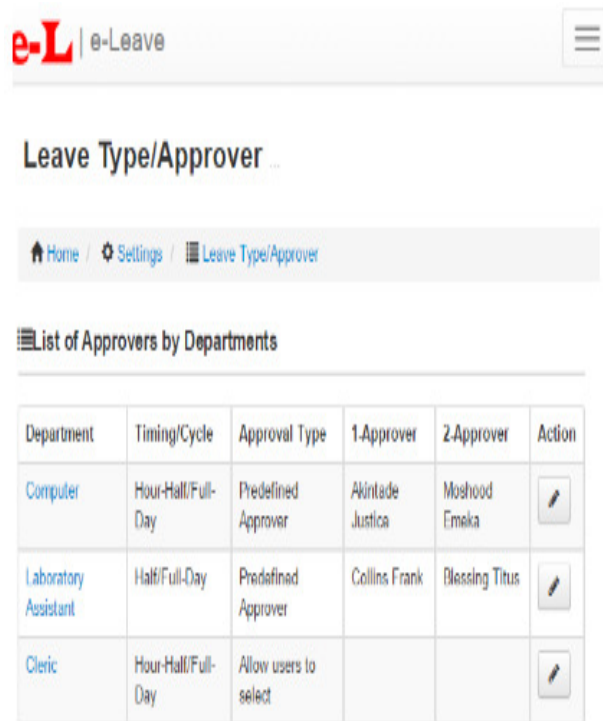 e-L | e-Leave
Leave Type/Approver ...
Home / Settings / Leave Type/Approver
List of Approvers by Departments
Department Timing/Cycle Approval Type 1-Approver 2-Approver Action
Computer Hour-Half/Full- Predefined Akintade Moshood
Day Approver Justice Emeka
Laboratory Half/Full-Day Predefined Collins Frank Blessing Titus
Assistant Approver
Cleric Hour-Half/Full- Allow users to
Day select